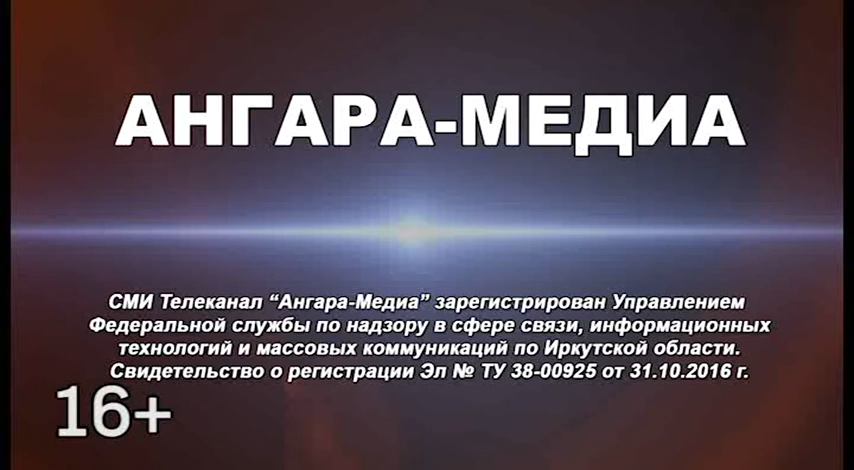 АНГАРА-МЕДИА
СМИ Телеканал “Ангара-Медиа” зарегистрирован Управлением
Федеральной службы по надзору в сфере связи, информационных
технологий и массовых коммуникаций по Иркутской области.
Свидетельство о регистрации Эл № ТУ 38-00925 от 31.10.2016 г.
16+